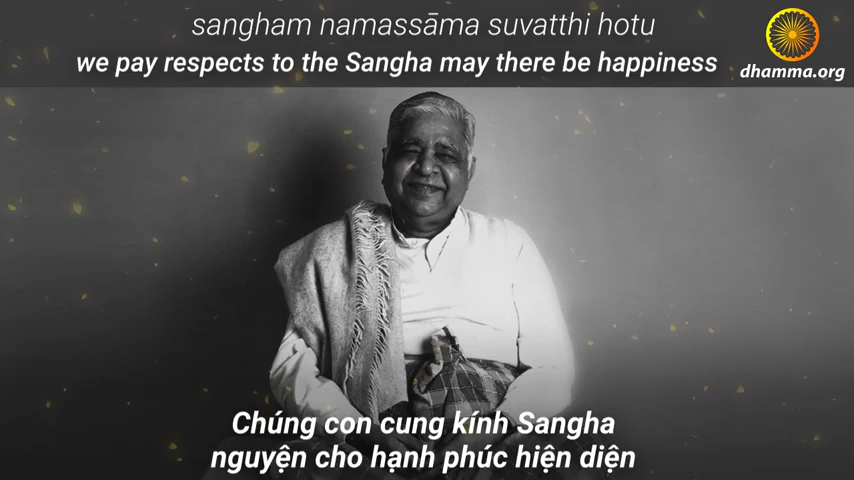 sangham namassāma suvatthi hotu
we pay respects to the Sangha may there be happiness
dhamma.org
Chúng con cung kính Sangha
nguyện cho hạnh phúc hiện diện